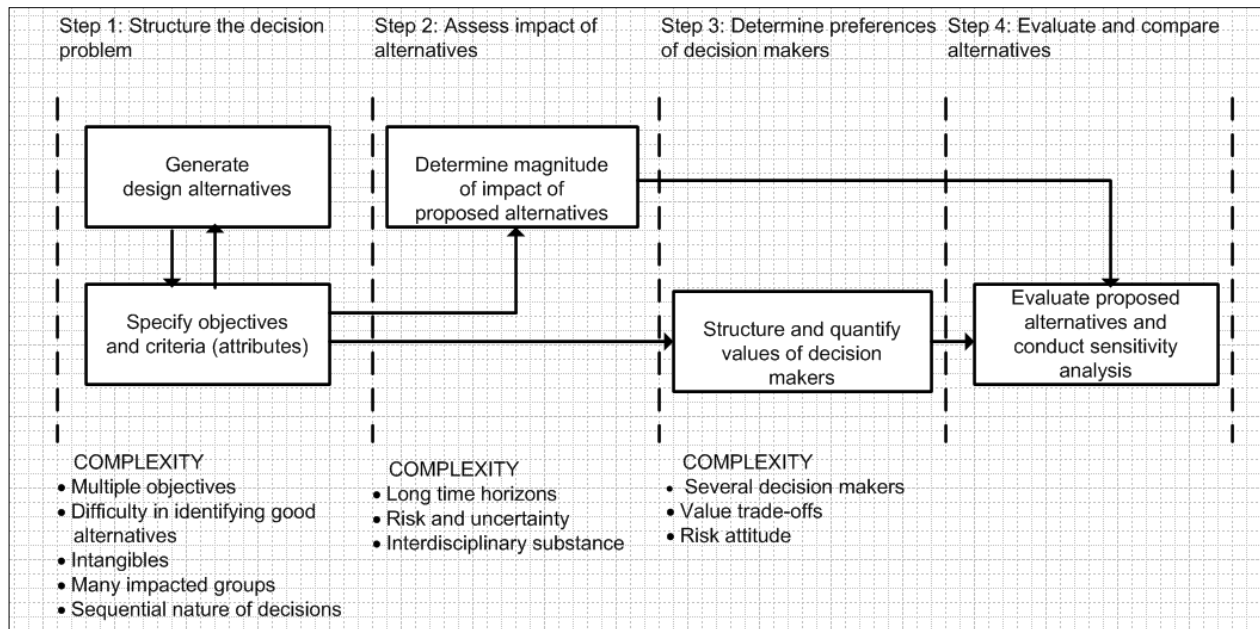 Step 1: Structure the decision
problem
Step 2: Assess impact of
alternatives
Step 3: Determine preferences
of decision makers
Step 4: Evaluate and compare
alternatives
Generate
design alternatives
Determine magnitude
of impact of
proposed alternatives
Specify objectives
and criteria (attributes)
Structure and quantify
values of decision
makers
Evaluate proposed
alternatives and
conduct sensitivity
analysis
COMPLEXITY
• Multiple objectives
• Difficulty in identifying good
alternatives
• Intangibles
• Many impacted groups
• Sequential nature of decisions
COMPLEXITY
• Long time horizons
• Risk and uncertainty
• Interdisciplinary substance
COMPLEXITY
• Several decision makers
• Value trade-offs
• Risk attitude